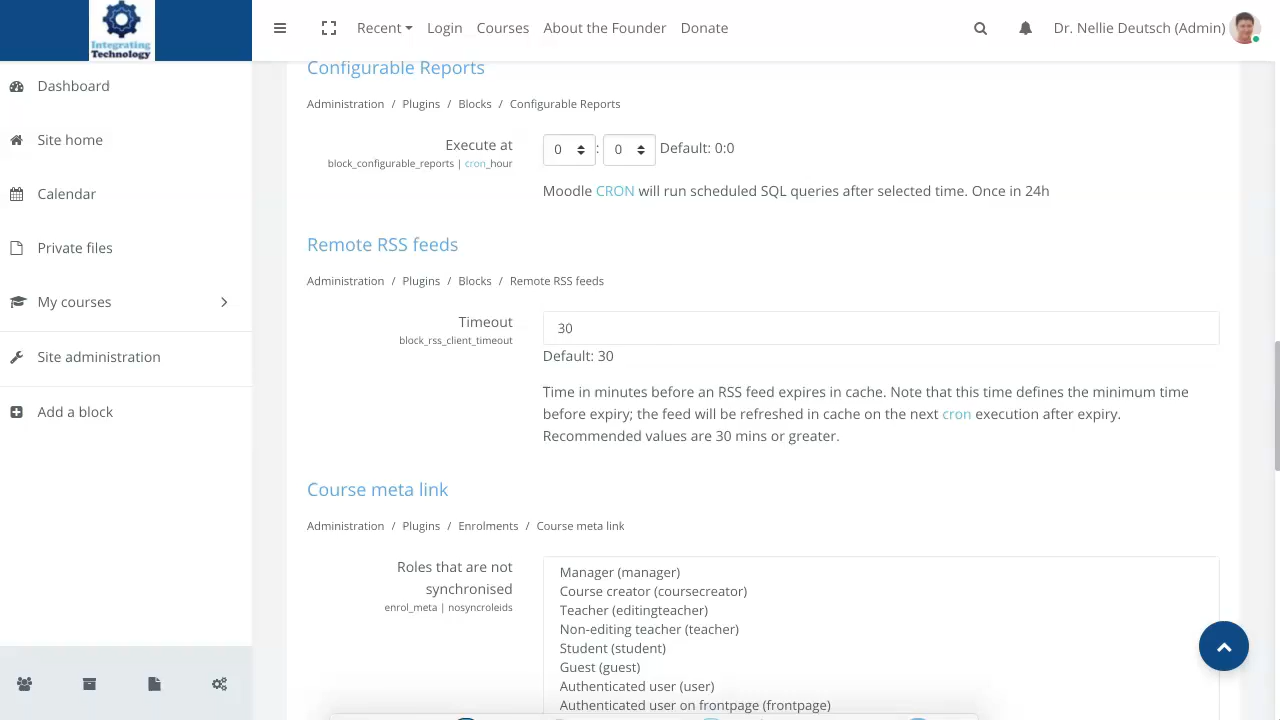 Integrating
Technology
Recent
Login
Courses
About the Founder
Donate
Dr. Nellie Deutsch (Admin)
Dashboard
Site home
Calendar
Private files
My courses
Site administration
Add a block
Configurable Reports
Administration / Plugins / Blocks / Configurable Reports
Execute at
block_configurable_reports | cron_hour
0 : 0 Default: 0:0
Moodle CRON will run scheduled SQL queries after selected time. Once in 24h
Remote RSS feeds
Administration / Plugins / Blocks / Remote RSS feeds
Timeout
block_rss_client_timeout
30
Default: 30
Time in minutes before an RSS feed expires in cache. Note that this time defines the minimum time
before expiry; the feed will be refreshed in cache on the next cron execution after expiry.
Recommended values are 30 mins or greater.
Course meta link
Administration / Plugins / Enrolments / Course meta link
Roles that are not
synchronised
enrol_meta | nosyncroleids
Manager (manager)
Course creator (coursecreator)
Teacher (editingteacher)
Non-editing teacher (teacher)
Student (student)
Guest (guest)
Authenticated user (user)
Authenticated user on frontpage (frontpage)